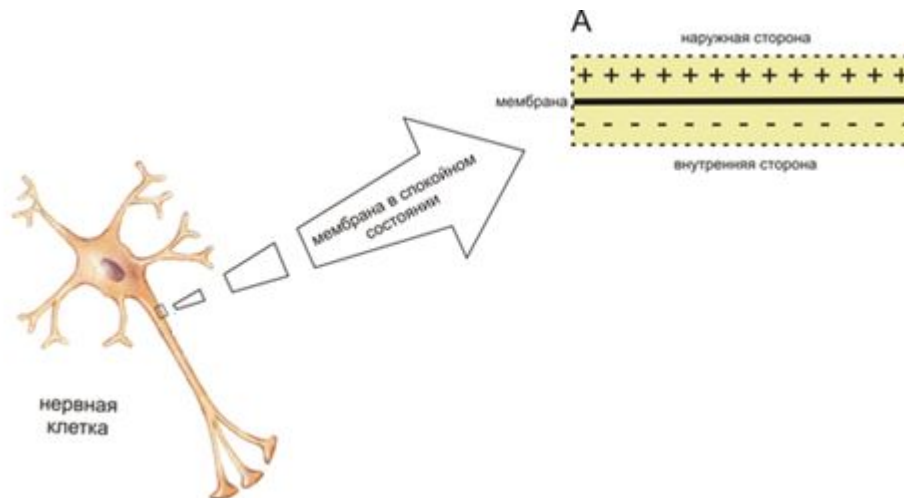 А
наружная сторона
+ + + + + + + + + + + + +
мембрана
- - - - - - - - - - - - -
внутренняя сторона
мембрана в спокойном
состоянии
нервная
клетка